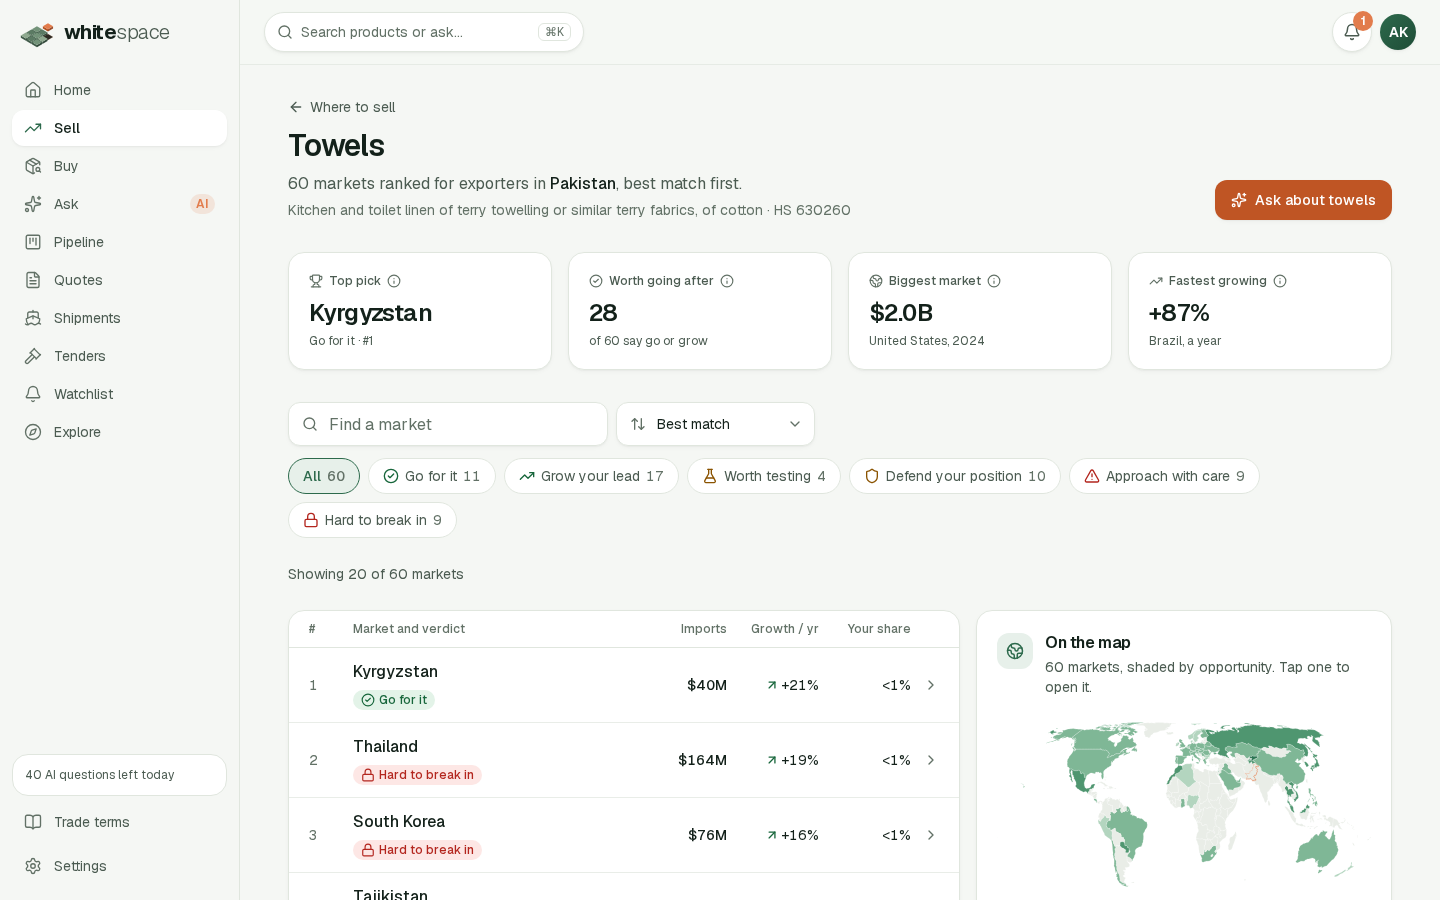 whitespace
Search products or ask...
⌘K
1
AK
Home
Sell
Buy
Ask
AI
Pipeline
Quotes
Shipments
Tenders
Watchlist
Explore
40 AI questions left today
Trade terms
Settings
Where to sell
Towels
60 markets ranked for exporters in Pakistan, best match first.
Kitchen and toilet linen of terry towelling or similar terry fabrics, of cotton · HS 630260
Ask about towels
Top pick
Kyrgyzstan
Go for it · #1
Worth going after
28
of 60 say go or grow
Biggest market
$2.0B
United States, 2024
Fastest growing
+87%
Brazil, a year
Find a market
Best match
All 60
Go for it 11
Grow your lead 17
Worth testing 4
Defend your position 10
Approach with care 9
Hard to break in 9
Showing 20 of 60 markets
# Market and verdict Imports Growth / yr Your share
1 Kyrgyzstan $40M +21% <1%
Go for it
2 Thailand $164M +19% <1%
Hard to break in
3 South Korea $76M +16% <1%
Hard to break in
Tajikistan
On the map
60 markets, shaded by opportunity. Tap one to
open it.